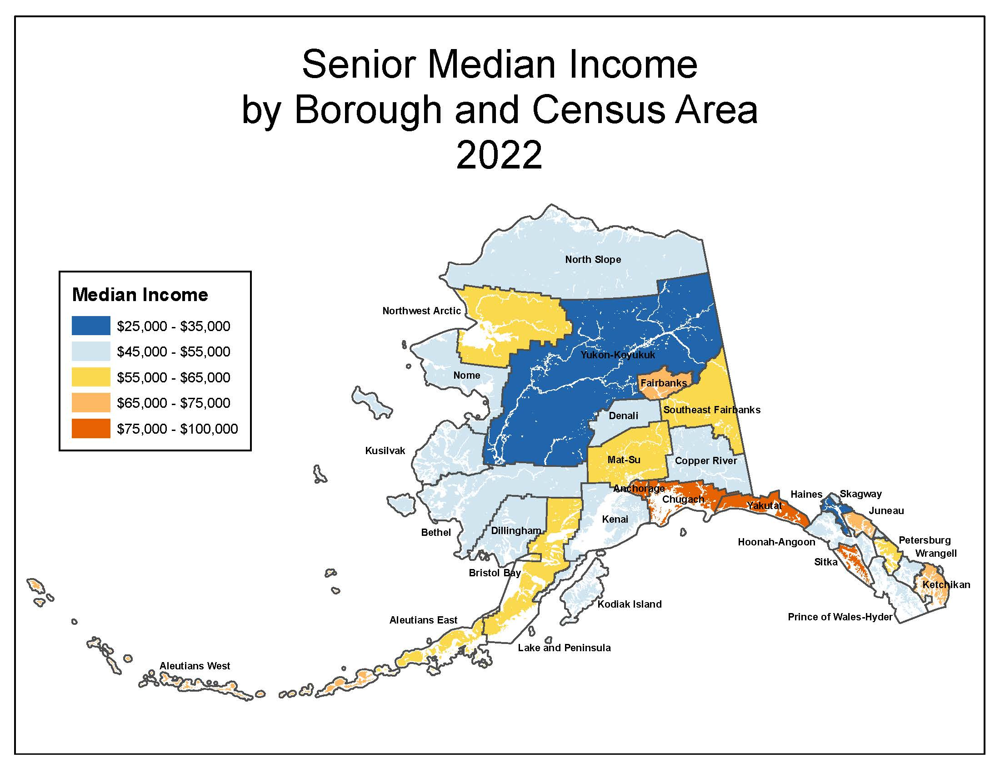 Senior Median Income
by Borough and Census Area
2022
Median Income
$25,000 - $35,000
$45,000 - $55,000
$55,000 - $65,000
$65,000 - $75,000
$75,000 - $100,000
North Slope
Northwest Arctic
Yukon-Koyukuk
Nome
Fairbanks
Southeast Fairbanks
Denali
Kusilvak
Mat-Su
Copper River
Anchorage
Chugach
Yakutat
Haines
Skagway
Juneau
Kenai
Bethel
Dillingham
Hoonah-Angoon
Petersburg
Wrangell
Sitka
Bristol Bay
Ketchikan
Kodiak Island
Prince of Wales-Hyder
Aleutians East
Lake and Peninsula
Aleutians West